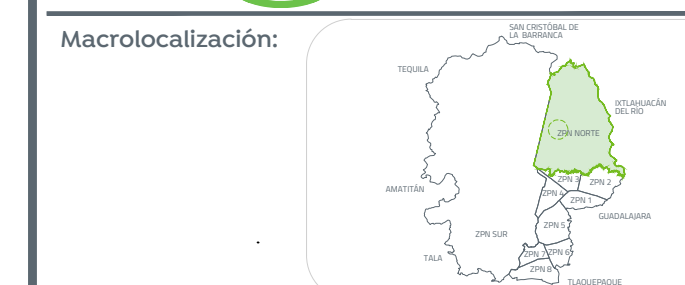 Macrolocalización:
SAN CRISTÓBAL DE
LA BARRANCA
TEQUILA
IXTLAHUACÁN
DEL RÍO
ZPN NORTE
ZPN 3
ZPN 2
AMATITÁN
ZPN 4
ZPN 1
GUADALAJARA
ZPN 5
ZPN SUR
TALA
ZPN 7
ZPN 6
ZPN 8
TLAQUEPAQUE